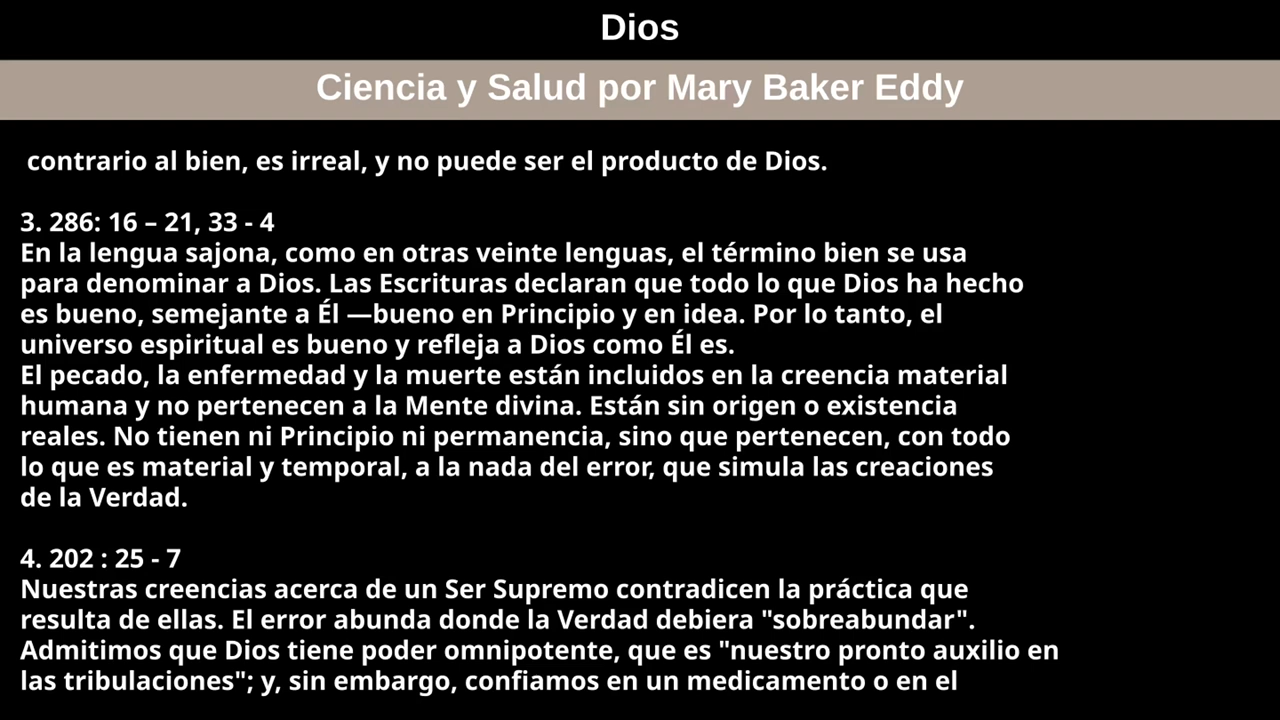 Dios
Ciencia y Salud por Mary Baker Eddy
contrario al bien, es irreal, y no puede ser el producto de Dios.
3. 286: 16 – 21, 33 - 4
En la lengua sajona, como en otras veinte lenguas, el término bien se usa
para denominar a Dios. Las Escrituras declaran que todo lo que Dios ha hecho
es bueno, semejante a Él —bueno en Principio y en idea. Por lo tanto, el
universo espiritual es bueno y refleja a Dios como Él es.
El pecado, la enfermedad y la muerte están incluidos en la creencia material
humana y no pertenecen a la Mente divina. Están sin origen o existencia
reales. No tienen ni Principio ni permanencia, sino que pertenecen, con todo
lo que es material y temporal, a la nada del error, que simula las creaciones
de la Verdad.
4. 202 : 25 - 7
Nuestras creencias acerca de un Ser Supremo contradicen la práctica que
resulta de ellas. El error abunda donde la Verdad debiera "sobreabundar".
Admitimos que Dios tiene poder omnipotente, que es "nuestro pronto auxilio en
las tribulaciones"; y, sin embargo, confiamos en un medicamento o en el